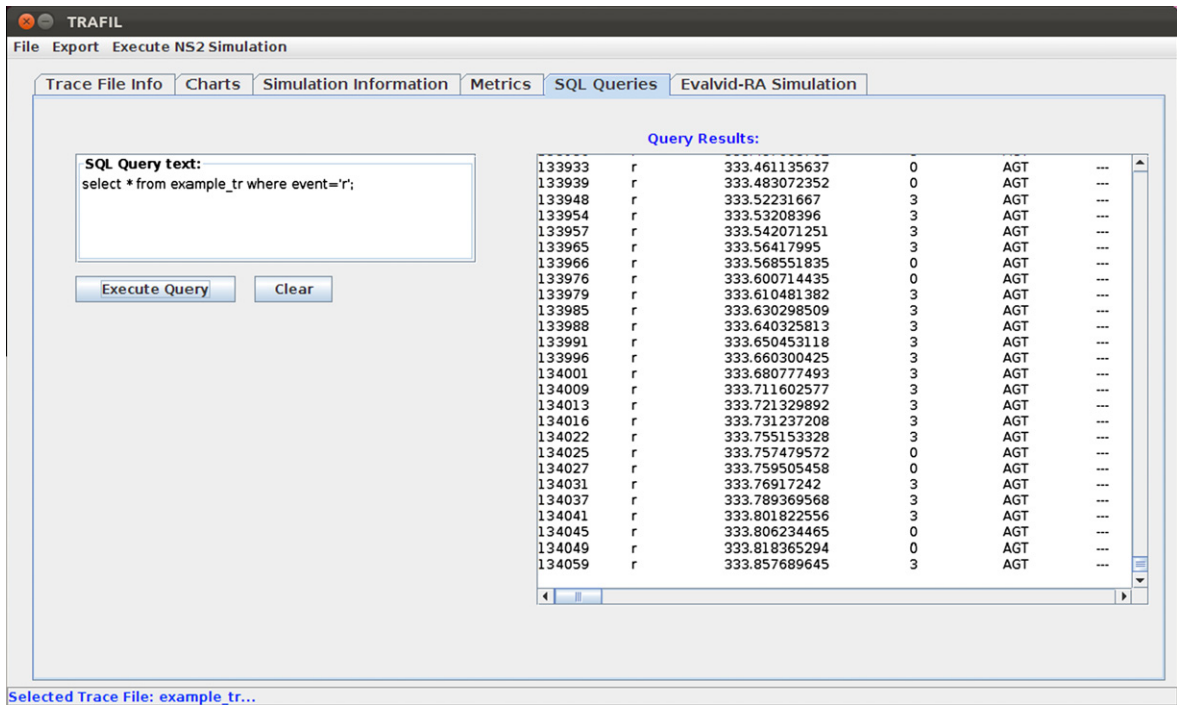 TRAFIL
File Export Execute NS2 Simulation
Trace File Info Charts Simulation Information Metrics SQL Queries Evalvid-RA Simulation
Query Results:
SQL Query text:
select * from example_tr where event='r';
Execute Query Clear
133933 r 333.461135637 0 AGT ---
133939 r 333.483072352 0 AGT ---
133948 r 333.52231667 3 AGT ---
133954 r 333.53208396 3 AGT ---
133957 r 333.542071251 3 AGT ---
133965 r 333.56417995 3 AGT ---
133966 r 333.568551835 0 AGT ---
133976 r 333.600714435 0 AGT ---
133979 r 333.610481382 3 AGT ---
133985 r 333.630298509 3 AGT ---
133988 r 333.640325813 3 AGT ---
133991 r 333.650453118 3 AGT ---
133996 r 333.660300425 3 AGT ---
134001 r 333.680777493 3 AGT ---
134009 r 333.711602577 3 AGT ---
134013 r 333.721329892 3 AGT ---
134016 r 333.731237208 3 AGT ---
134022 r 333.755153328 3 AGT ---
134025 r 333.757479572 0 AGT ---
134027 r 333.759505458 0 AGT ---
134031 r 333.76917242 3 AGT ---
134037 r 333.789369568 3 AGT ---
134041 r 333.801822556 3 AGT ---
134045 r 333.806234465 0 AGT ---
134049 r 333.818365294 0 AGT ---
134059 r 333.857689645 3 AGT ---
Selected Trace File: example_tr...